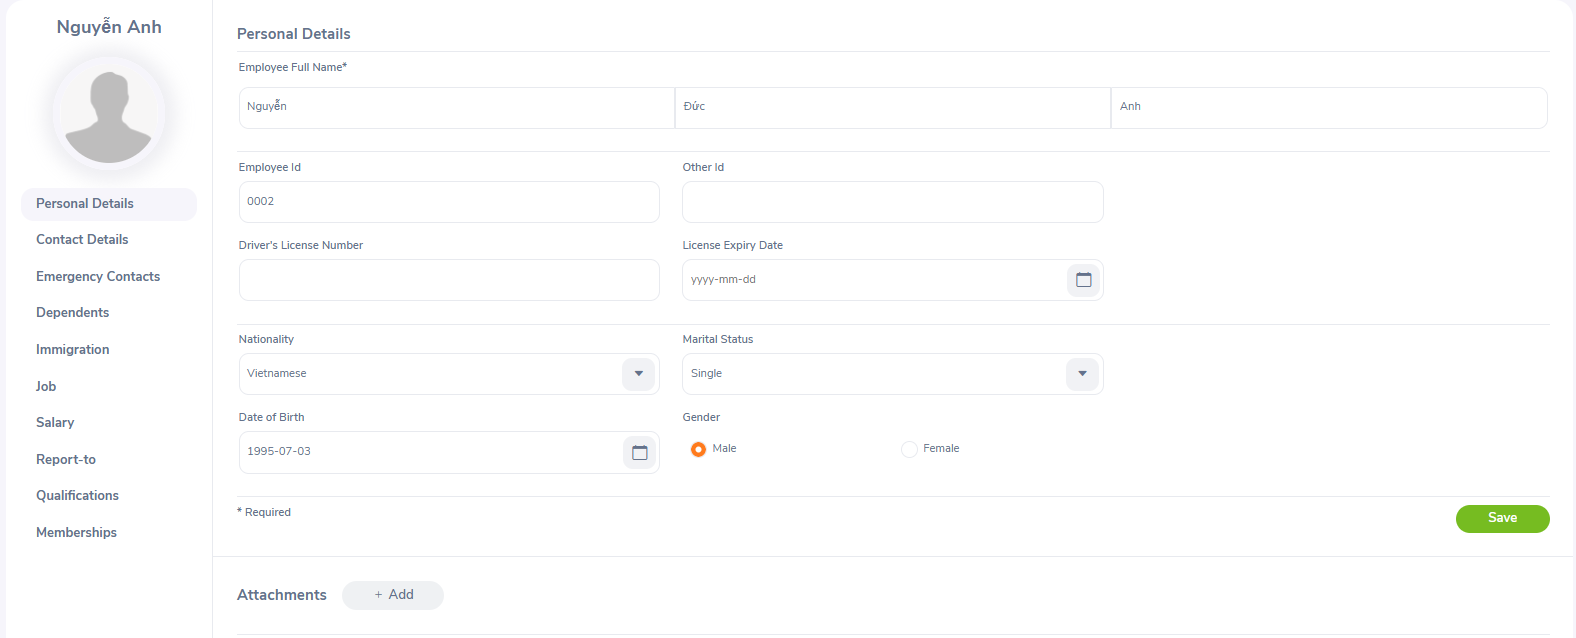 Nguyễn Anh
Personal Details
Contact Details
Emergency Contacts
Dependents
Immigration
Job
Salary
Report-to
Qualifications
Memberships
Personal Details
Employee Full Name*
Nguyễn Đức Anh
Employee Id Other Id
0002
Driver's License Number License Expiry Date
yyyy-mm-dd
Nationality Marital Status
Vietnamese Single
Date of Birth Gender
1995-07-03 Male Female
* Required Save
Attachments + Add